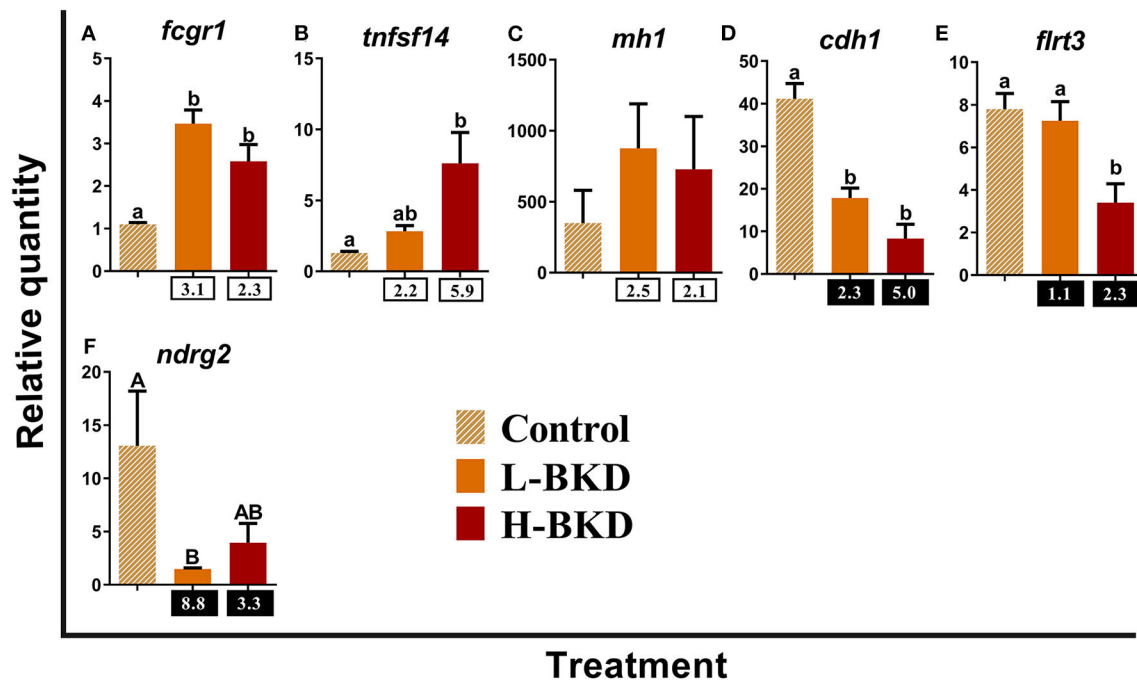 Relative quantity
A fcgr1
5
4
3
2
1
0
a b b
3.1 2.3
B tnfsf14
15
10
5
0
a ab b
2.2 5.9
C mh1
1500
1000
500
0
2.5 2.1
D cdh1
50
40
30
20
10
0
a b b
2.3 5.0
E flrt3
10
8
6
4
2
0
a a b
1.1 2.3
F ndrg2
20
15
10
5
0
A B AB
8.8 3.3
Control
L-BKD
H-BKD
Treatment